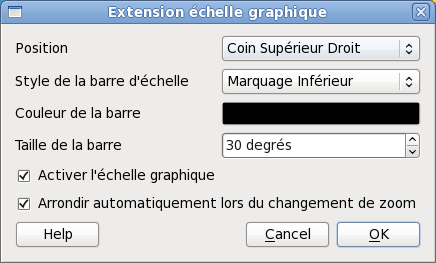 Extension échelle graphique
Position Coin Supérieur Droit
Style de la barre d'échelle Marquage Inférieur
Couleur de la barre
Taille de la barre 30 degrés
Activer l'échelle graphique
Arrondir automatiquement lors du changement de zoom
Help Cancel OK